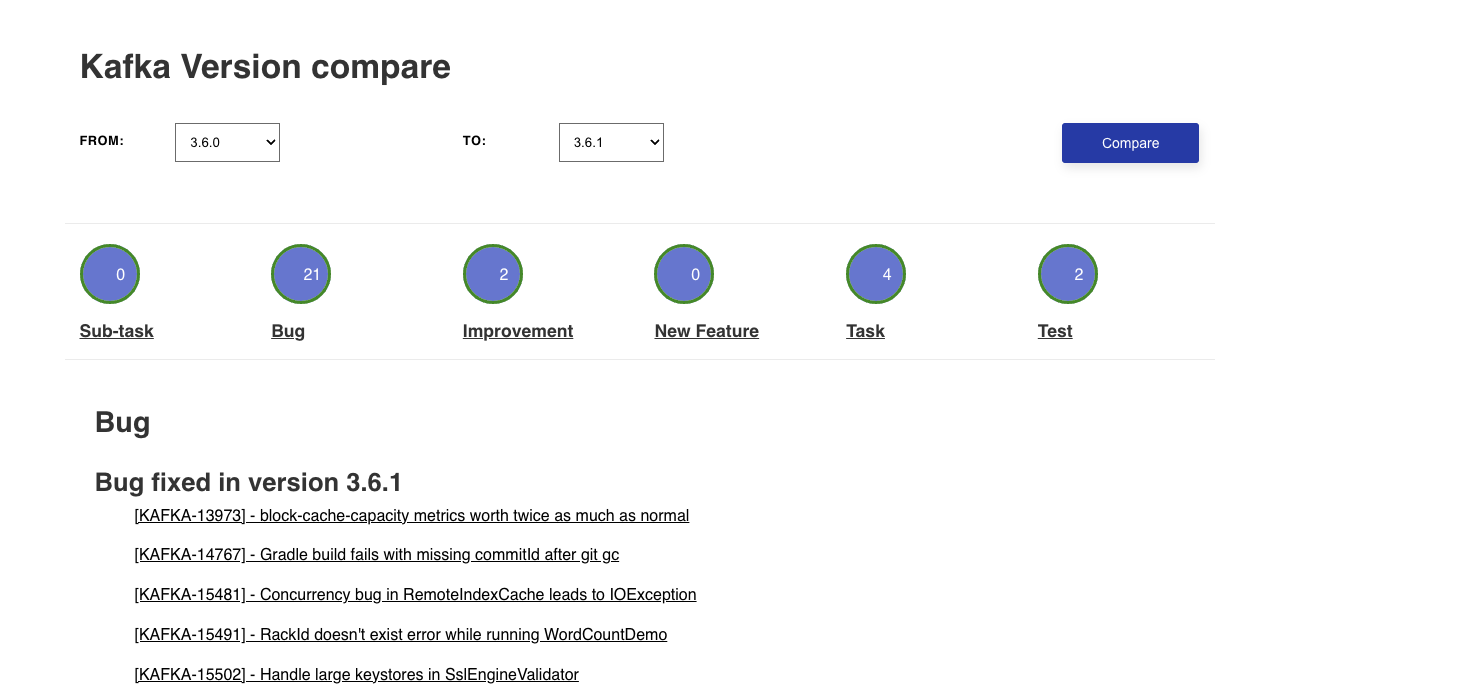 Kafka Version compare
FROM: 3.6.0 TO: 3.6.1 Compare
0 21 2 0 4 2
Sub-task Bug Improvement New Feature Task Test
Bug
Bug fixed in version 3.6.1
[KAFKA-13973] - block-cache-capacity metrics worth twice as much as normal
[KAFKA-14767] - Gradle build fails with missing commitId after git gc
[KAFKA-15481] - Concurrency bug in RemoteIndexCache leads to IOException
[KAFKA-15491] - RackId doesn't exist error while running WordCountDemo
[KAFKA-15502] - Handle large keystores in SslEngineValidator